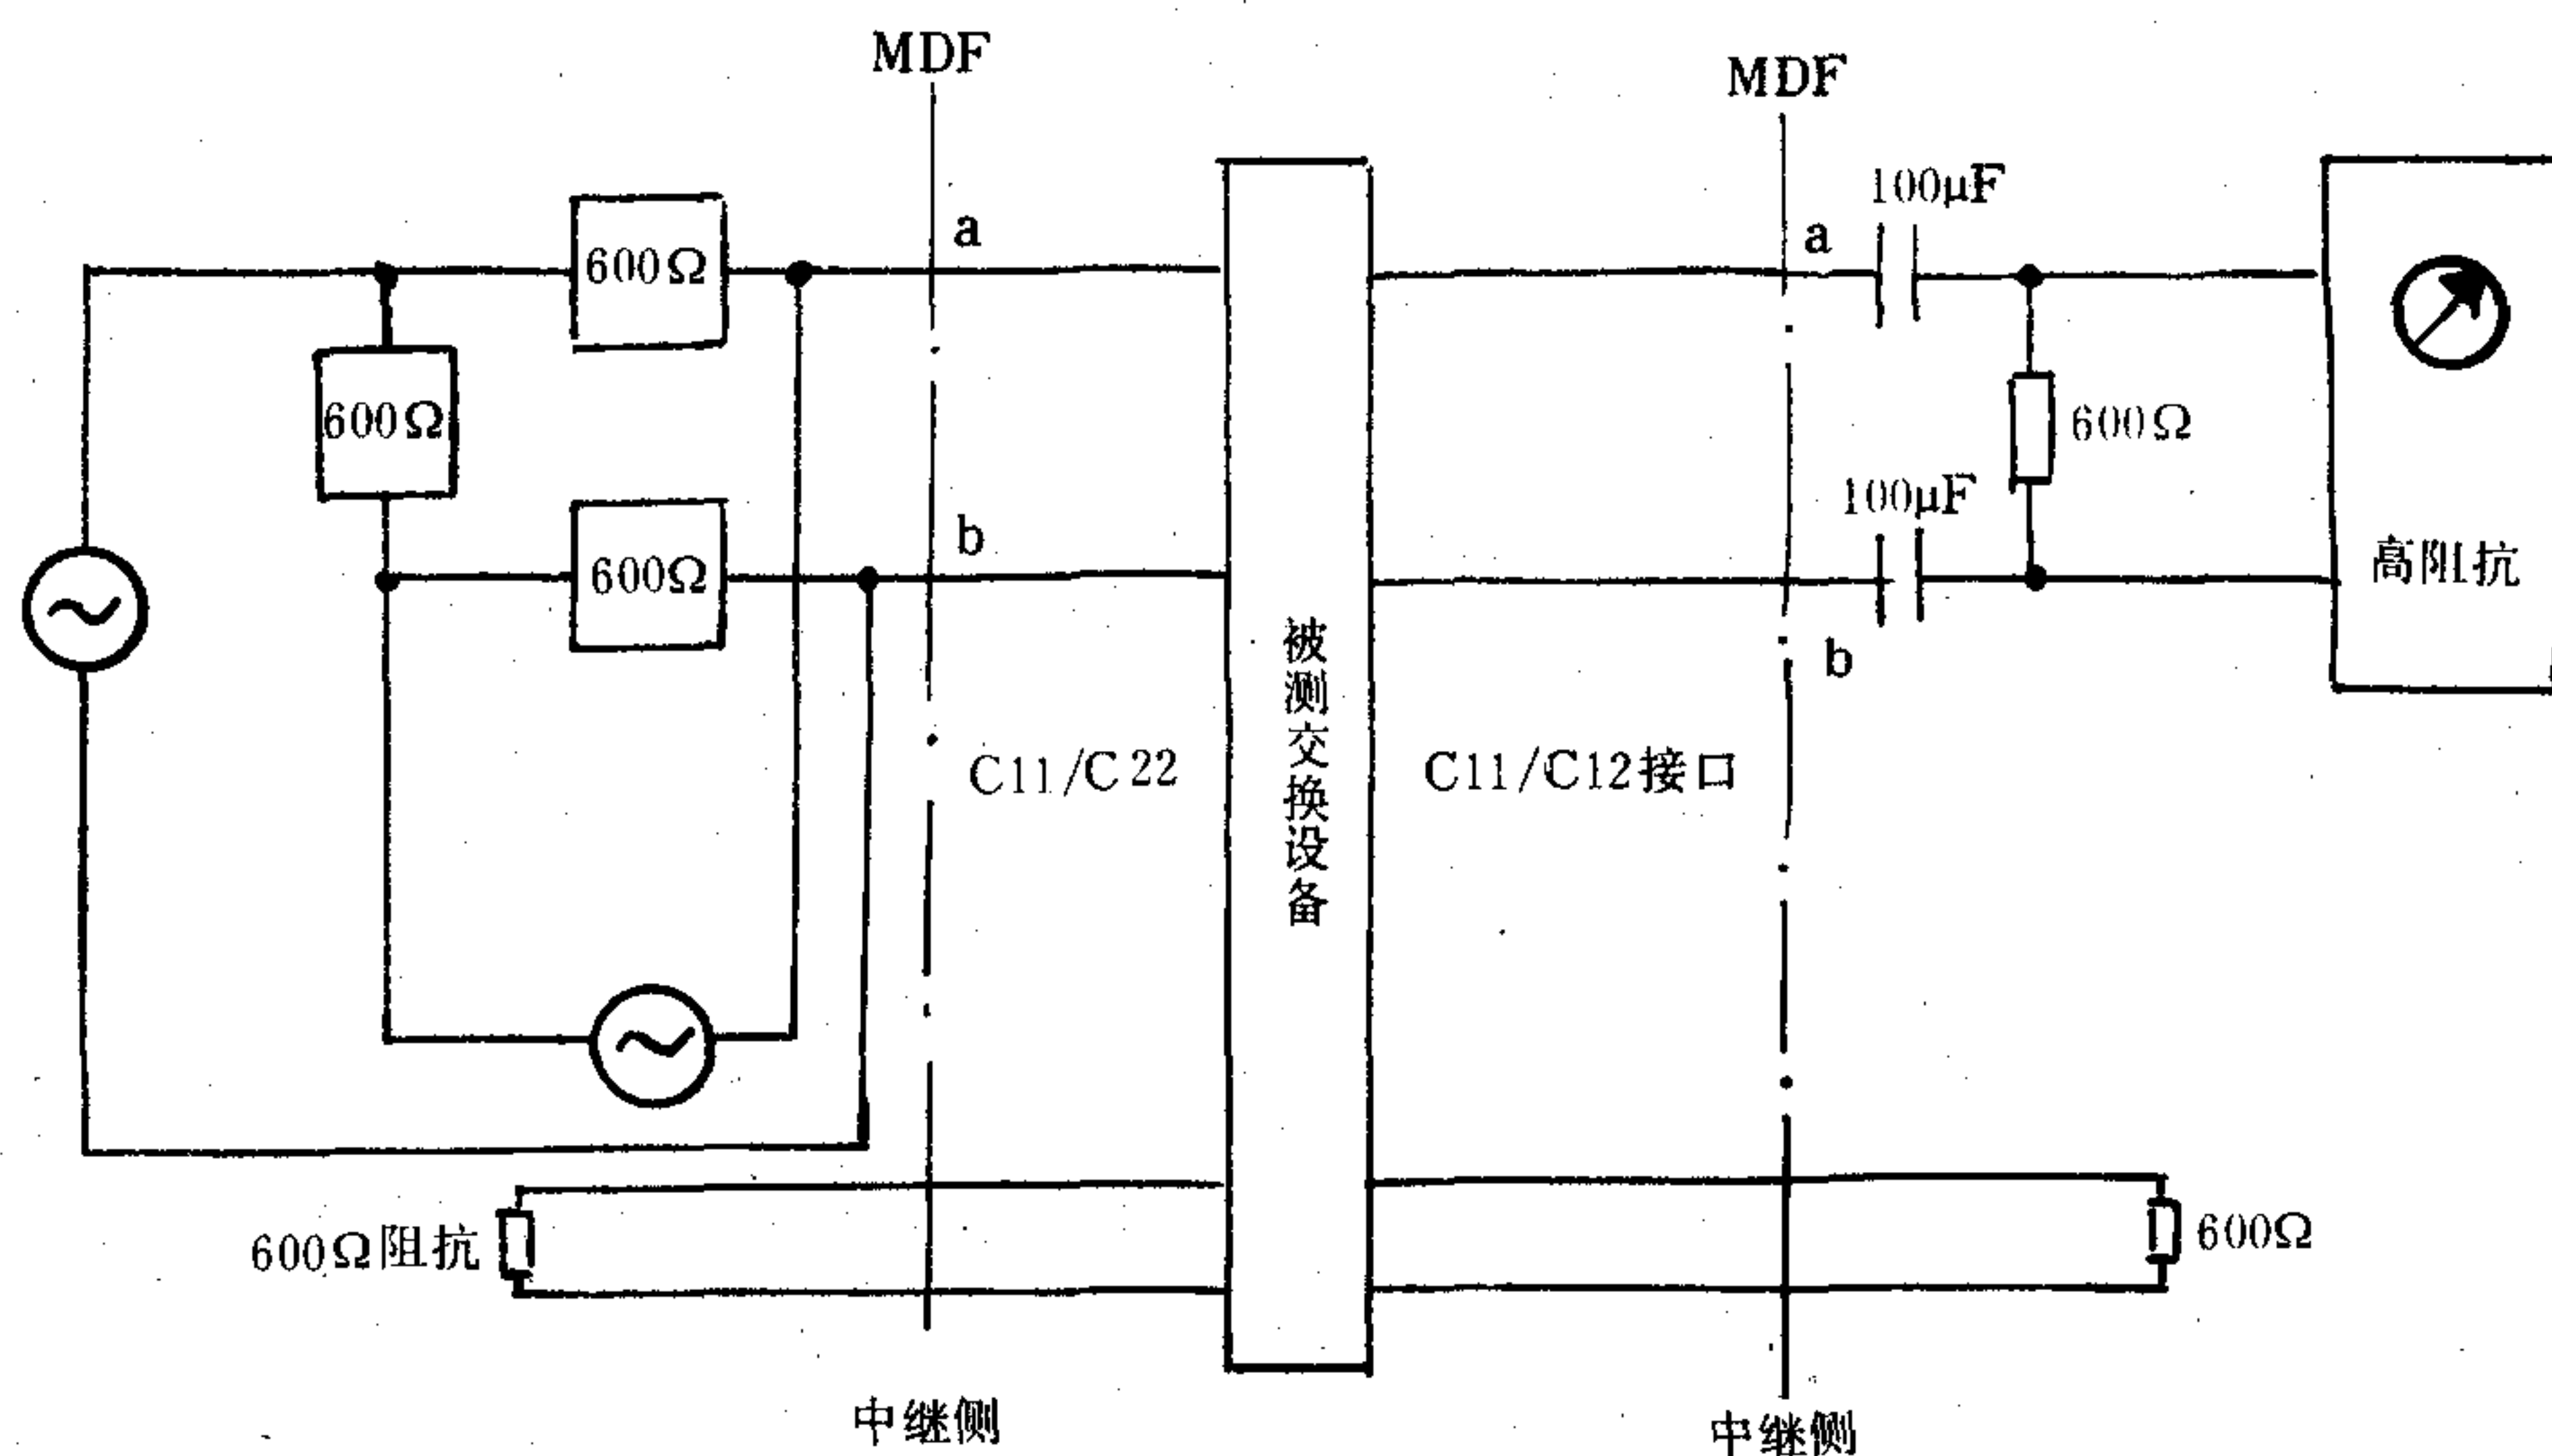 MDF
MDF
100μF
a
a
600Ω
600Ω
600Ω
100μF
b
600Ω
高阻抗
b
被测交换设备
C11/C22
C11/C12接口
600Ω阻抗
600Ω
中继侧
中继侧